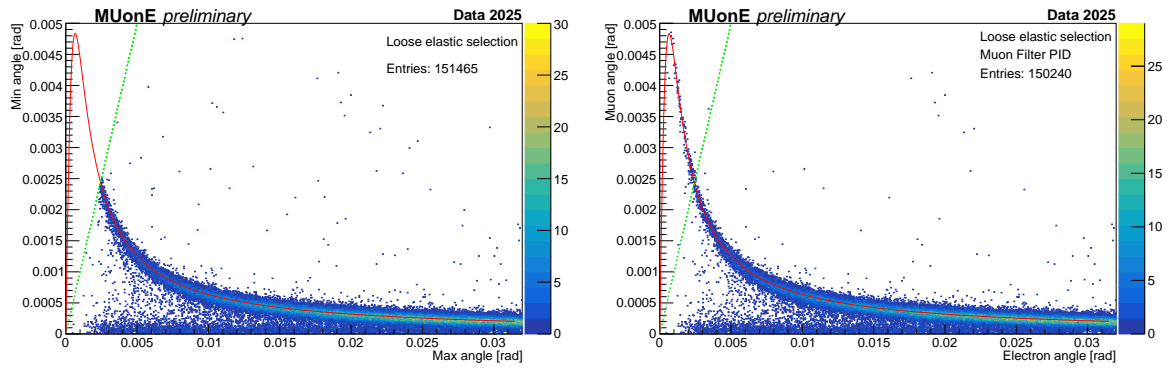 MUonE preliminary Data 2025
Loose elastic selection
Entries: 151465
Min angle [rad]
0.005
0.0045
0.004
0.0035
0.003
0.0025
0.002
0.0015
0.001
0.0005
0
0 0.005 0.01 0.015 0.02 0.025 0.03
Max angle [rad]
30
25
20
15
10
5
0
MUonE preliminary Data 2025
Loose elastic selection
Muon Filter PID
Entries: 150240
Muon angle [rad]
0.005
0.0045
0.004
0.0035
0.003
0.0025
0.002
0.0015
0.001
0.0005
0
0 0.005 0.01 0.015 0.02 0.025 0.03
Electron angle [rad]
25
20
15
10
5
0